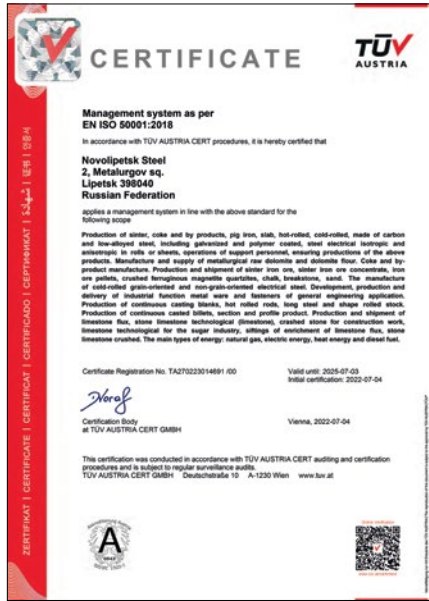 CERTIFICATE
TÜV
AUSTRIA
Management system as per
EN ISO 50001:2018
In accordance with TÜV AUSTRIA CERT procedures, it is hereby certified that
Novolipetsk Steel
2, Metalurgov sq.
Lipetsk 398040
Russian Federation
applies a management system in line with the above standard for the
following scope
Production of sinter, coke and by products, pig iron, slab, hot-rolled, cold-rolled, made of carbon
and low-alloyed steel, including galvanized and polymer coated, steel electrical isotropic and
anisotropic in rolls or sheets, operations of support personnel, ensuring productions of the above
products. Manufacture and supply of metallurgical raw dolomite and dolomite flour. Coke and by-
product manufacture. Production and shipment of sinter iron ore, sinter iron ore concentrate, iron
ore pellets, crushed ferruginous magnetite quartzites, chalk, breakstone, sand. The manufacture
of cold-rolled grain-oriented and non-grain-oriented electrical steel. Development, production and
delivery of industrial function metal ware and fasteners of general engineering application.
Production of continuous casting blanks, hot rolled rods, long steel and shape rolled stock.
Production of continuous casted billets, section and profile product. Production and shipment of
limestone flux, stone limestone technological (limestone), crashed stone for construction work,
limestone technological for the sugar industry, siftings of enrichment of limestone flux, stone
limestone crushed. The main types of energy: natural gas, electric energy, heat energy and diesel fuel.
Certificate Registration No. TA270223014691 /00
Valid until: 2025-07-03
Initial certification: 2022-07-04
Certification Body
at TÜV AUSTRIA CERT GMBH
Vienna, 2022-07-04
This certification was conducted in accordance with TÜV AUSTRIA CERT auditing and certification
procedures and is subject to regular surveillance audits.
TÜV AUSTRIA CERT GMBH Deutschstraße 10 A-1230 Wien www.tuv.at
ZERTIFIKAT | CERTIFICATE | CERTIFICAT | CERTIFICADO | СЕРТИФИКАТ | شهادة | 证书 | 인증서
A